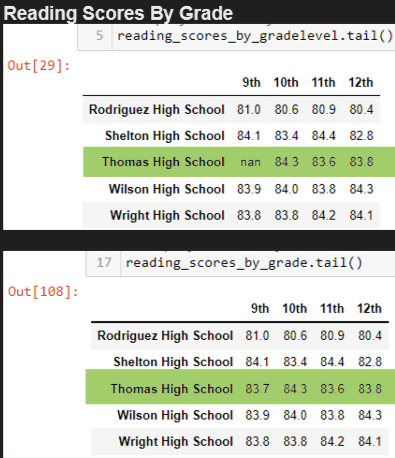 Reading Scores By Grade
5 reading_scores_by_gradelevel.tail()
Out[29]:
9th 10th 11th 12th
Rodriguez High School 81.0 80.6 80.9 80.4
Shelton High School 84.1 83.4 84.4 82.8
Thomas High School nan 84.3 83.6 83.8
Wilson High School 83.9 84.0 83.8 84.3
Wright High School 83.8 83.8 84.2 84.1
17 reading_scores_by_grade.tail()
Out[108]:
9th 10th 11th 12th
Rodriguez High School 81.0 80.6 80.9 80.4
Shelton High School 84.1 83.4 84.4 82.8
Thomas High School 83.7 84.3 83.6 83.8
Wilson High School 83.9 84.0 83.8 84.3
Wright High School 83.8 83.8 84.2 84.1